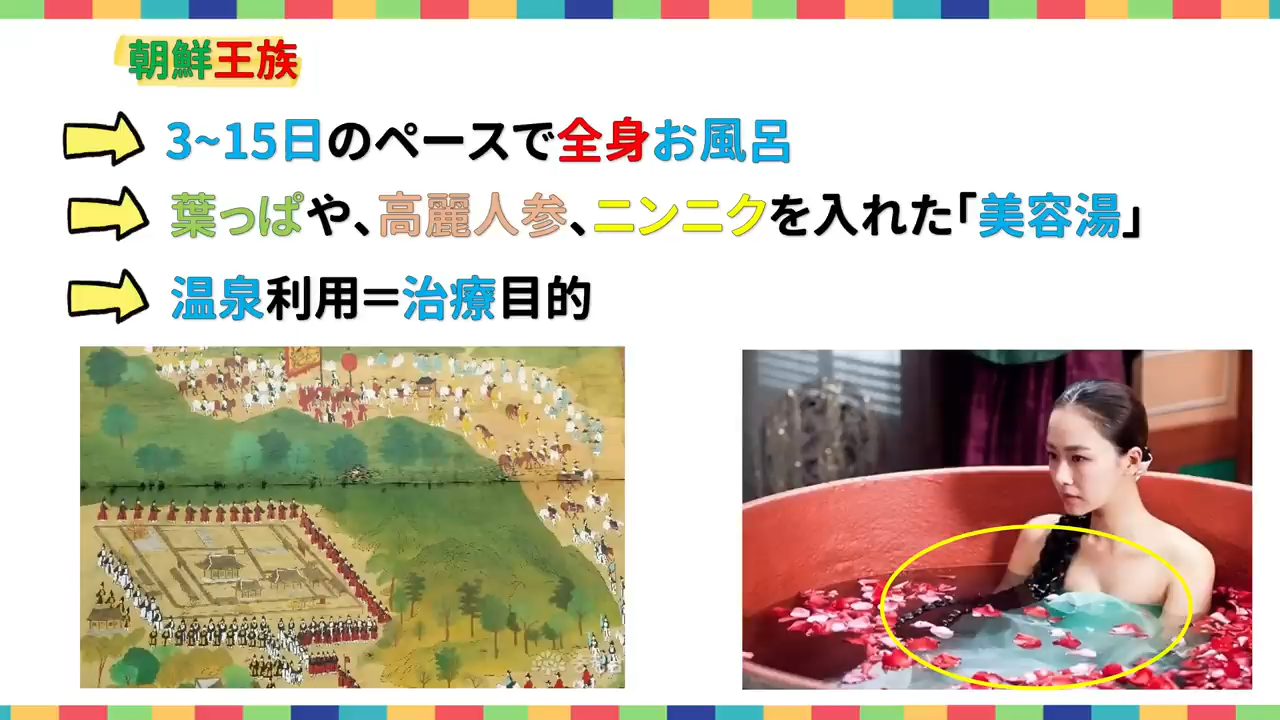 朝鮮王族
3~15日のペースで全身お風呂
葉っぱや、高麗人参、ニンニクを入れた「美容湯」
温泉利用＝治療目的